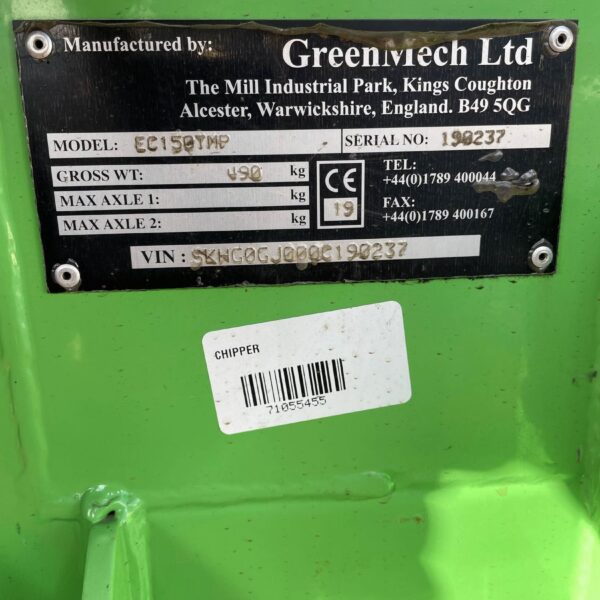 Manufactured by: GreenMech Ltd
The Mill Industrial Park, Kings Coughton
Alcester, Warwickshire, England. B49 5QG
MODEL: EC150TMP SERIAL NO: 190237
GROSS WT: 490 kg
MAX AXLE 1: kg
MAX AXLE 2: kg
CE
19
TEL:
+44(0)1789 400044
FAX:
+44(0)1789 400167
VIN : SKHG0GJ000C190237
CHIPPER
71055455